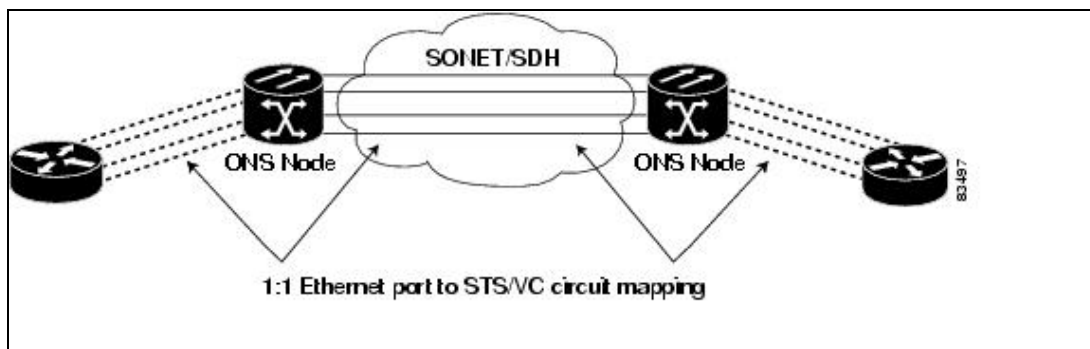 SONET/SDH
ONS Node
ONS Node
83497
1:1 Ethernet port to STS/VC circuit mapping